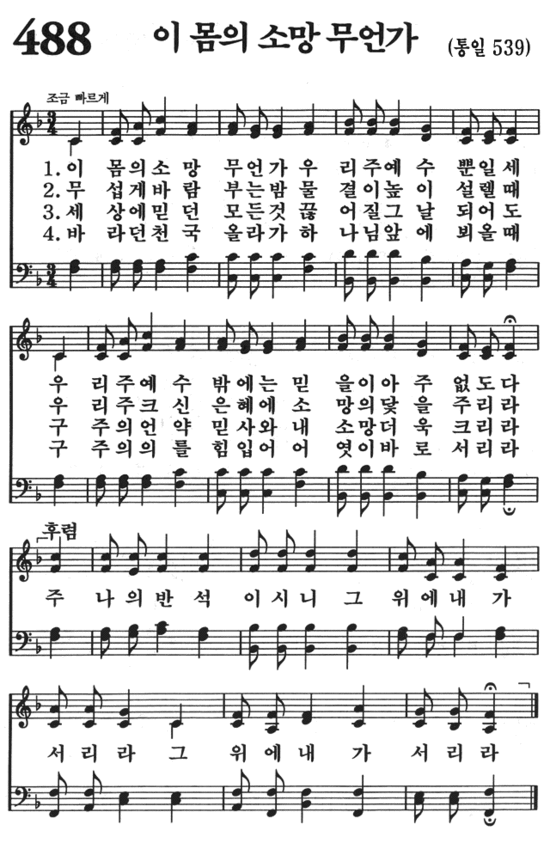 488 이 몸의 소망 무언가 (통일 539)
조금 빠르게
1. 이 몸의소 망 무언가우 리주예 수 뿐일세
2. 무 섭게바 람 부는밤물 결이높 이 설렐때
3. 세 상에믿 던 모든것끊 어질그 날 되어도
4. 바 라던천 국 올라가하 나님앞 에 뵈올때
우 리주예 수 밖에는믿 을이아 주 없도다
우 리주크 신 은혜에소 망의닻 을 주리라
구 주의언 약 믿사와내 소망더 욱 크리라
구 주의의 를 힘입어어 엿이바 로 서리라
후렴
주 나의반 석 이시니 그 위에내 가
서리라 그 위에내 가 서리라